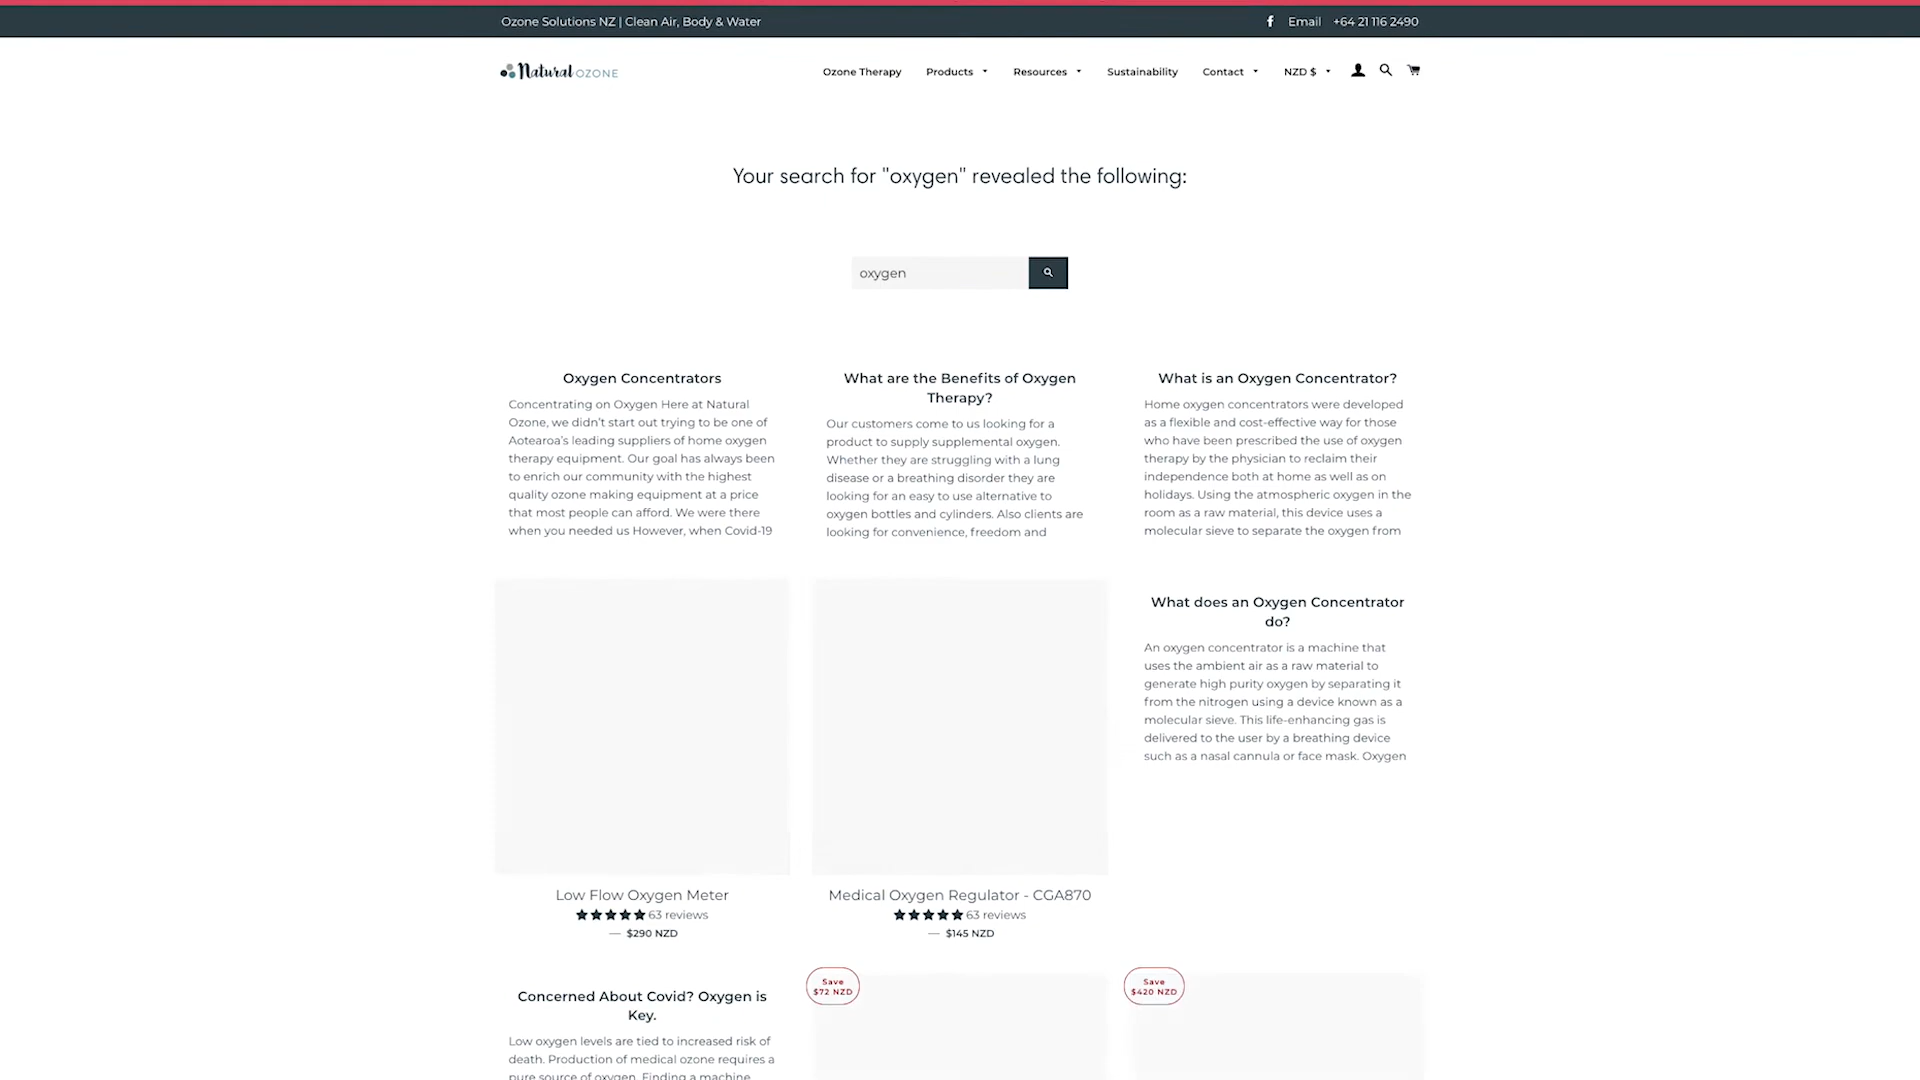 Ozone Solutions NZ | Clean Air, Body & Water
Email +64 21 116 2490
Natural OZONE
Ozone Therapy Products Resources Sustainability Contact NZD $
Your search for "oxygen" revealed the following:
oxygen
Oxygen Concentrators
Concentrating on Oxygen Here at Natural
Ozone, we didn't start out trying to be one of
Aotearoa's leading suppliers of home oxygen
therapy equipment. Our goal has always been
to enrich our community with the highest
quality ozone making equipment at a price
that most people can afford. We were there
when you needed us However, when Covid-19
What are the Benefits of Oxygen
Therapy?
Our customers come to us looking for a
product to supply supplemental oxygen.
Whether they are struggling with a lung
disease or a breathing disorder they are
looking for an easy to use alternative to
oxygen bottles and cylinders. Also clients are
looking for convenience, freedom and
What is an Oxygen Concentrator?
Home oxygen concentrators were developed
as a flexible and cost-effective way for those
who have been prescribed the use of oxygen
therapy by the physician to reclaim their
independence both at home as well as on
holidays. Using the atmospheric oxygen in the
room as a raw material, this device uses a
molecular sieve to separate the oxygen from
Low Flow Oxygen Meter
63 reviews
— $290 NZD
Medical Oxygen Regulator - CGA870
63 reviews
— $145 NZD
What does an Oxygen Concentrator
do?
An oxygen concentrator is a machine that
uses the ambient air as a raw material to
generate high purity oxygen by separating it
from the nitrogen using a device known as a
molecular sieve. This life-enhancing gas is
delivered to the user by a breathing device
such as a nasal cannula or face mask. Oxygen
Concerned About Covid? Oxygen is
Key.
Low oxygen levels are tied to increased risk of
death. Production of medical ozone requires a
pure source of oxygen. Finding a machine
Save
$72 NZD
Save
$420 NZD